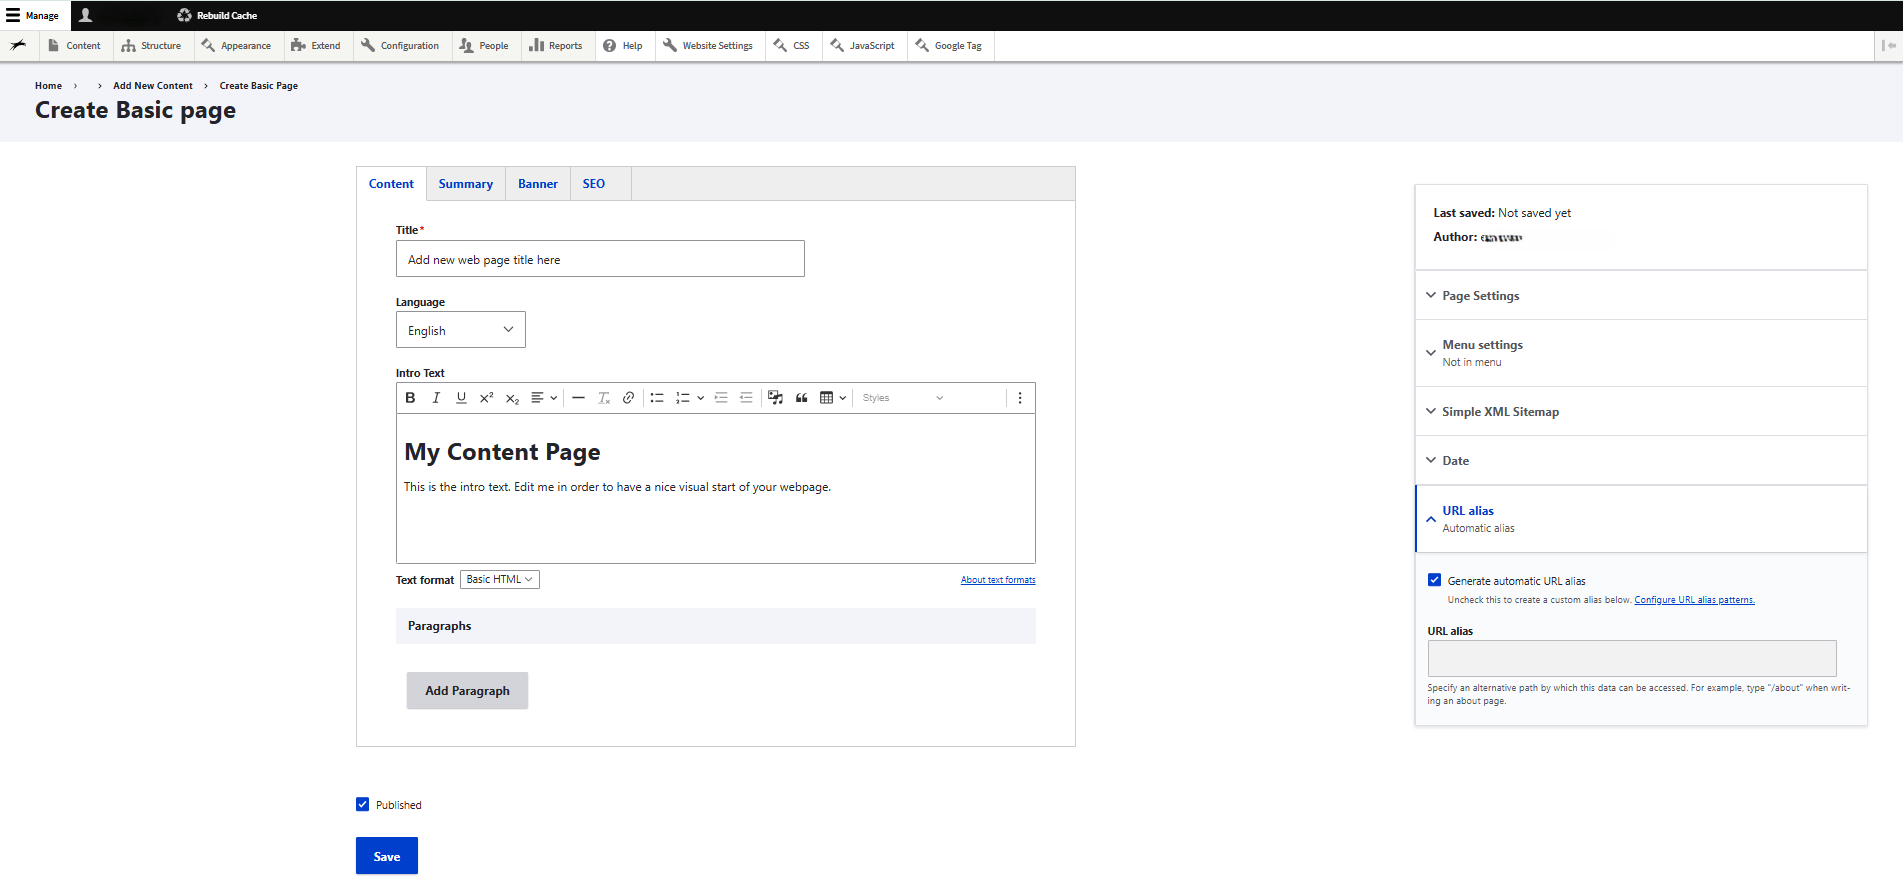 Manage
Rebuild Cache
Content Structure Appearance Extend Configuration People Reports Help Website Settings CSS JavaScript Google Tag
Home › › Add New Content › Create Basic Page
Create Basic page
Content Summary Banner SEO
Title*
Add new web page title here
Language
English
Intro Text
B I U X² X₂ Styles
My Content Page
This is the intro text. Edit me in order to have a nice visual start of your webpage.
Text format Basic HTML
About text formats
Paragraphs
Add Paragraph
Published
Save
Last saved: Not saved yet
Author:
Page Settings
Menu settings
Not in menu
Simple XML Sitemap
Date
URL alias
Automatic alias
Generate automatic URL alias
Uncheck this to create a custom alias below. Configure URL alias patterns.
URL alias
Specify an alternative path by which this data can be accessed. For example, type "/about" when writ-
ing an about page.